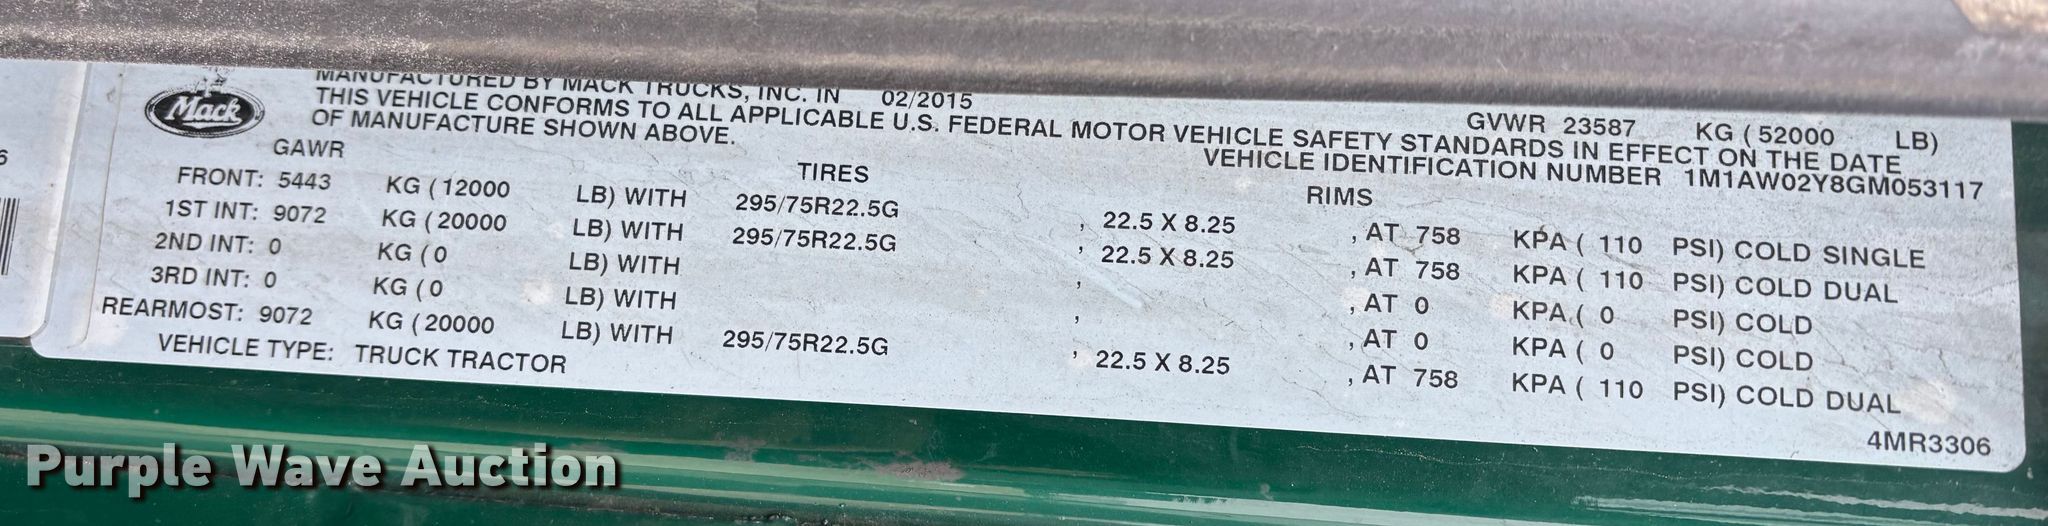 Mack
MANUFACTURED BY MACK TRUCKS, INC. IN 02/2015 GVWR 23587 KG (52000 LB)
THIS VEHICLE CONFORMS TO ALL APPLICABLE U.S. FEDERAL MOTOR VEHICLE SAFETY STANDARDS IN EFFECT ON THE DATE
OF MANUFACTURE SHOWN ABOVE. VEHICLE IDENTIFICATION NUMBER 1M1AW02Y8GM053117
GAWR TIRES RIMS
FRONT: 5443 KG (12000 LB) WITH 295/75R22.5G , 22.5 X 8.25 , AT 758 KPA ( 110 PSI) COLD SINGLE
1ST INT: 9072 KG (20000 LB) WITH 295/75R22.5G , 22.5 X 8.25 , AT 758 KPA ( 110 PSI) COLD DUAL
2ND INT: 0 KG (0 LB) WITH , , AT 0 KPA ( 0 PSI) COLD
3RD INT: 0 KG (0 LB) WITH , , AT 0 KPA ( 0 PSI) COLD
REARMOST: 9072 KG (20000 LB) WITH 295/75R22.5G , 22.5 X 8.25 , AT 758 KPA ( 110 PSI) COLD DUAL
VEHICLE TYPE: TRUCK TRACTOR
4MR3306
6
Purple Wave Auction